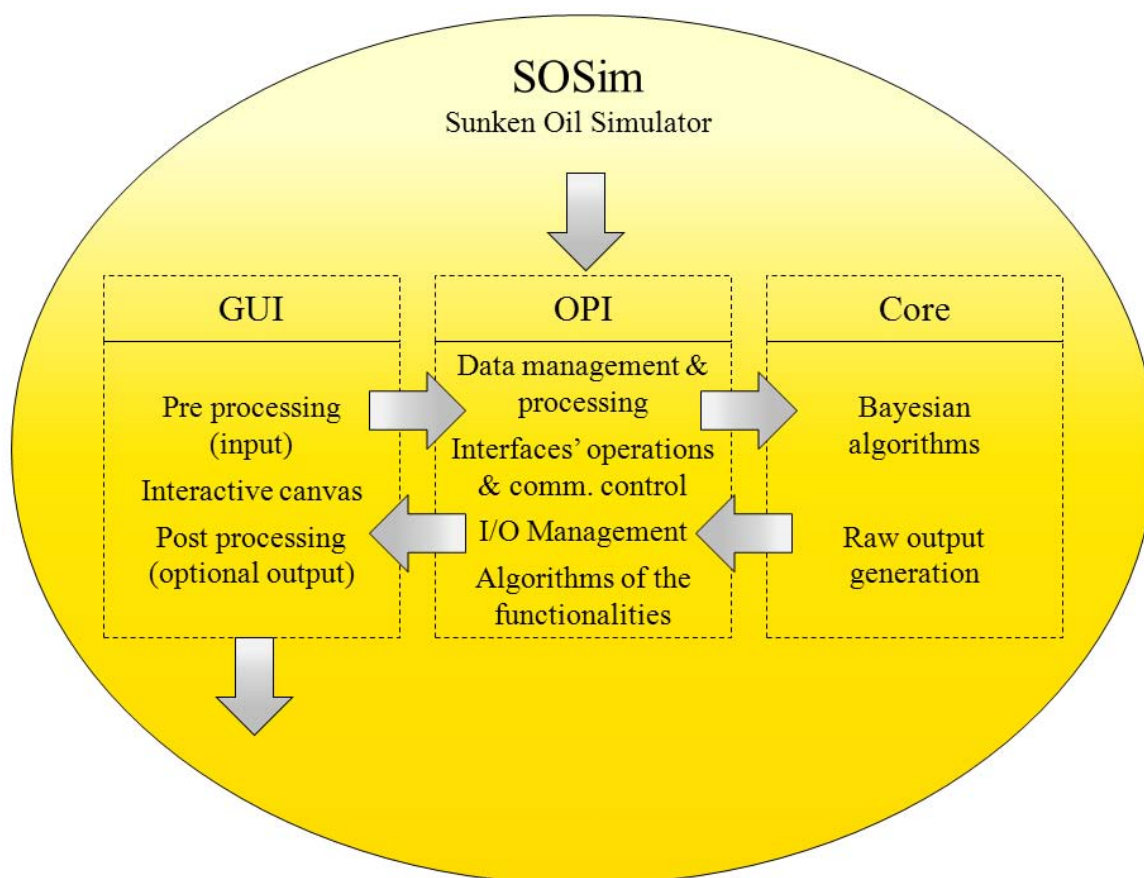 SOSim
Sunken Oil Simulator
GUI
Pre processing
(input)
Interactive canvas
Post processing
(optional output)
OPI
Data management &
processing
Interfaces’ operations
& comm. control
I/O Management
Algorithms of the
functionalities
Core
Bayesian
algorithms
Raw output
generation